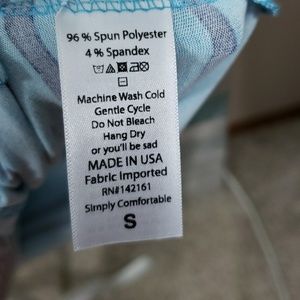 96 % Spun Polyester
4 % Spandex
Machine Wash Cold
Gentle Cycle
Do Not Bleach
Hang Dry
or you'll be sad
MADE IN USA
Fabric Imported
RN#142161
Simply Comfortable
S